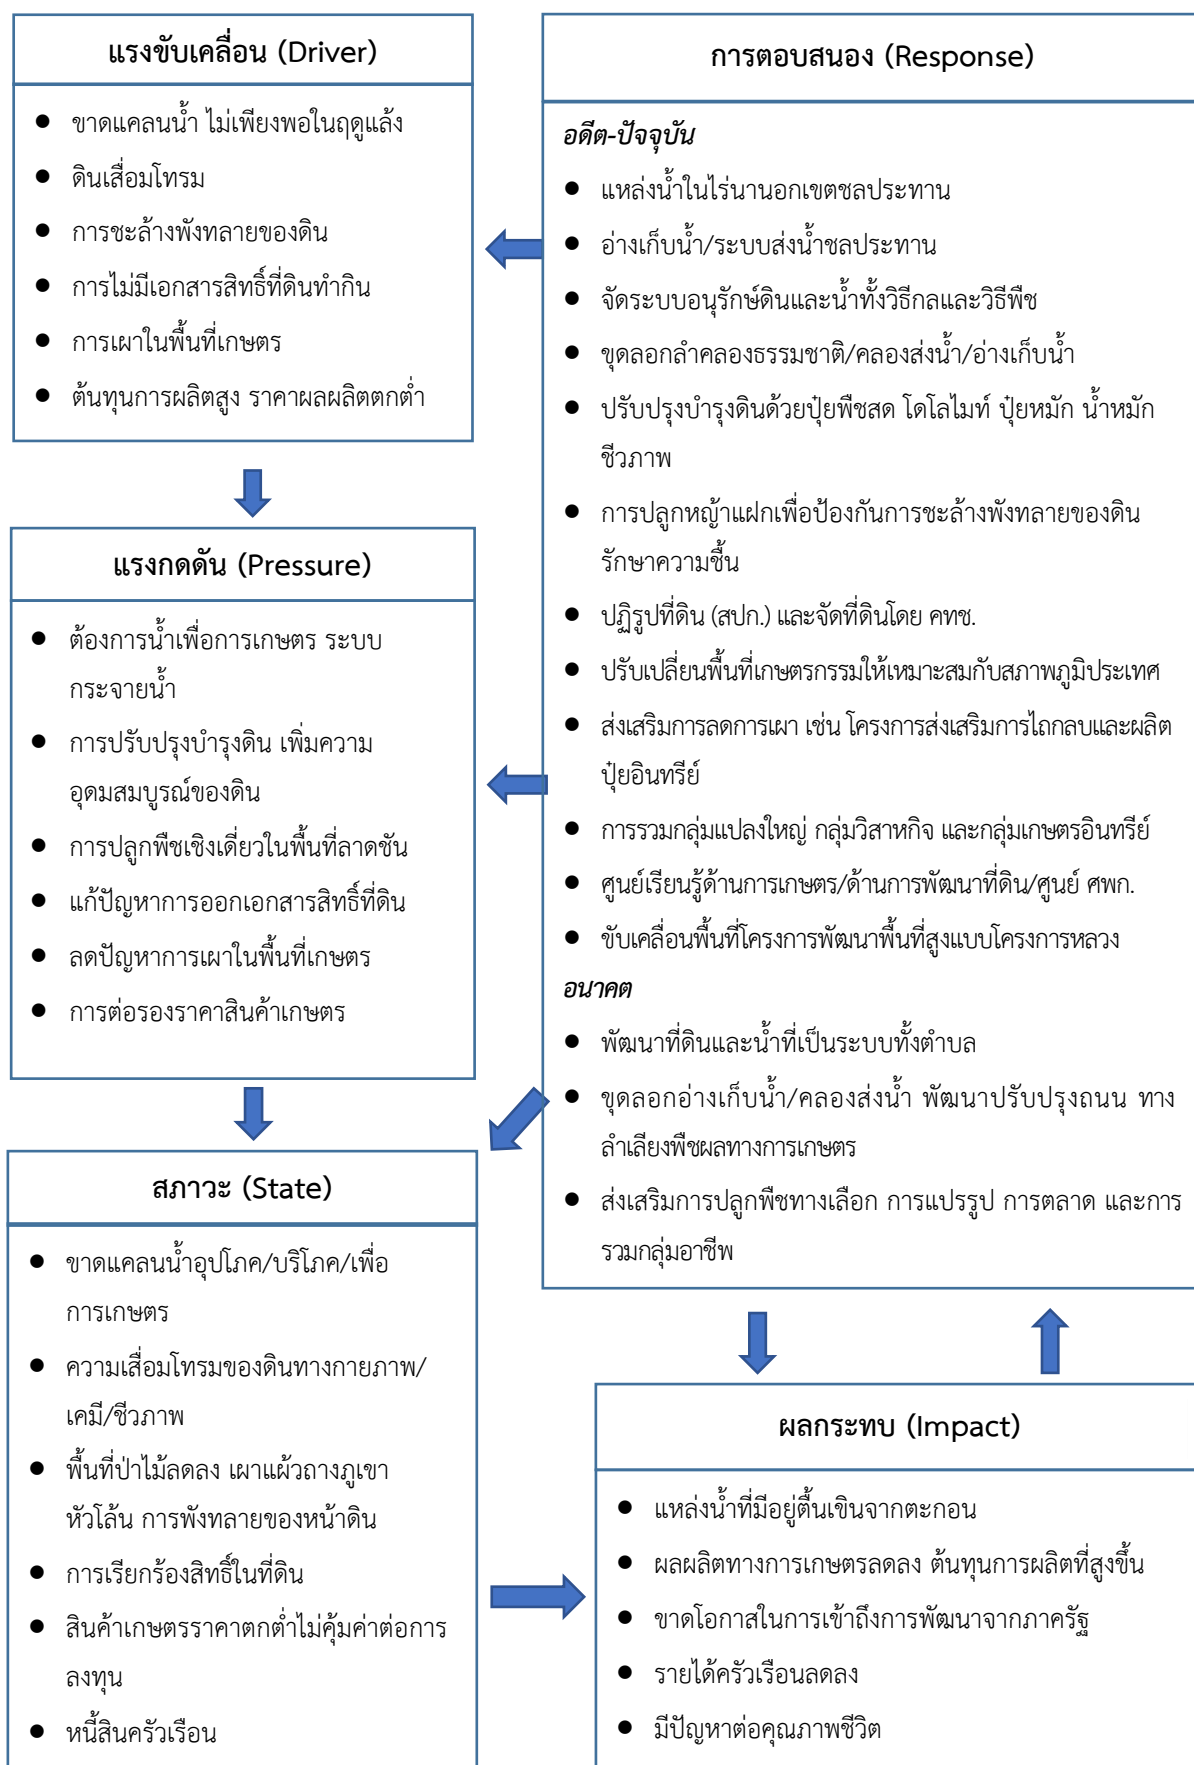 แรงขับเคลื่อน (Driver)
● ขาดแคลนน้ำ ไม่เพียงพอในฤดูแล้ง
● ดินเสื่อมโทรม
● การชะล้างพังทลายของดิน
● การไม่มีเอกสารสิทธิ์ที่ดินทำกิน
● การเผาในพื้นที่เกษตร
● ต้นทุนการผลิตสูง ราคาผลผลิตตกต่ำ
แรงกดดัน (Pressure)
● ต้องการน้ำเพื่อการเกษตร ระบบ
กระจายน้ำ
● การปรับปรุงบำรุงดิน เพิ่มความ
อุดมสมบูรณ์ของดิน
● การปลูกพืชเชิงเดี่ยวในพื้นที่ลาดชัน
● แก้ปัญหาการออกเอกสารสิทธิ์ที่ดิน
● ลดปัญหาการเผาในพื้นที่เกษตร
● การต่อรองราคาสินค้าเกษตร
สภาวะ (State)
● ขาดแคลนน้ำอุปโภค/บริโภค/เพื่อ
การเกษตร
● ความเสื่อมโทรมของดินทางกายภาพ/
เคมี/ชีวภาพ
● พื้นที่ป่าไม้ลดลง เผาแผ้วถางภูเขา
หัวโล้น การพังทลายของหน้าดิน
● การเรียกร้องสิทธิ์ในที่ดิน
● สินค้าเกษตรราคาตกต่ำไม่คุ้มค่าต่อการ
ลงทุน
● หนี้สินครัวเรือน
การตอบสนอง (Response)
อดีต-ปัจจุบัน
● แหล่งน้ำในไร่นานอกเขตชลประทาน
● อ่างเก็บน้ำ/ระบบส่งน้ำชลประทาน
● จัดระบบอนุรักษ์ดินและน้ำทั้งวิธีกลและวิธีพืช
● ขุดลอกลำคลองธรรมชาติ/คลองส่งน้ำ/อ่างเก็บน้ำ
● ปรับปรุงบำรุงดินด้วยปุ๋ยพืชสด โดโลไมท์ ปุ๋ยหมัก น้ำหมัก
ชีวภาพ
● การปลูกหญ้าแฝกเพื่อป้องกันการชะล้างพังทลายของดิน
รักษาความชื้น
● ปฏิรูปที่ดิน (สปก.) และจัดที่ดินโดย คทช.
● ปรับเปลี่ยนพื้นที่เกษตรกรรมให้เหมาะสมกับสภาพภูมิประเทศ
● ส่งเสริมการลดการเผา เช่น โครงการส่งเสริมการไถกลบและผลิต
ปุ๋ยอินทรีย์
● การรวมกลุ่มแปลงใหญ่ กลุ่มวิสาหกิจ และกลุ่มเกษตรอินทรีย์
● ศูนย์เรียนรู้ด้านการเกษตร/ด้านการพัฒนาที่ดิน/ศูนย์ ศพก.
● ขับเคลื่อนพื้นที่โครงการพัฒนาพื้นที่สูงแบบโครงการหลวง
อนาคต
● พัฒนาที่ดินและน้ำที่เป็นระบบทั้งตำบล
● ขุดลอกอ่างเก็บน้ำ/คลองส่งน้ำ พัฒนาปรับปรุงถนน ทาง
ลำเลียงพืชผลทางการเกษตร
● ส่งเสริมการปลูกพืชทางเลือก การแปรรูป การตลาด และการ
รวมกลุ่มอาชีพ
ผลกระทบ (Impact)
● แหล่งน้ำที่มีอยู่ตื้นเขินจากตะกอน
● ผลผลิตทางการเกษตรลดลง ต้นทุนการผลิตที่สูงขึ้น
● ขาดโอกาสในการเข้าถึงการพัฒนาจากภาครัฐ
● รายได้ครัวเรือนลดลง
● มีปัญหาต่อคุณภาพชีวิต